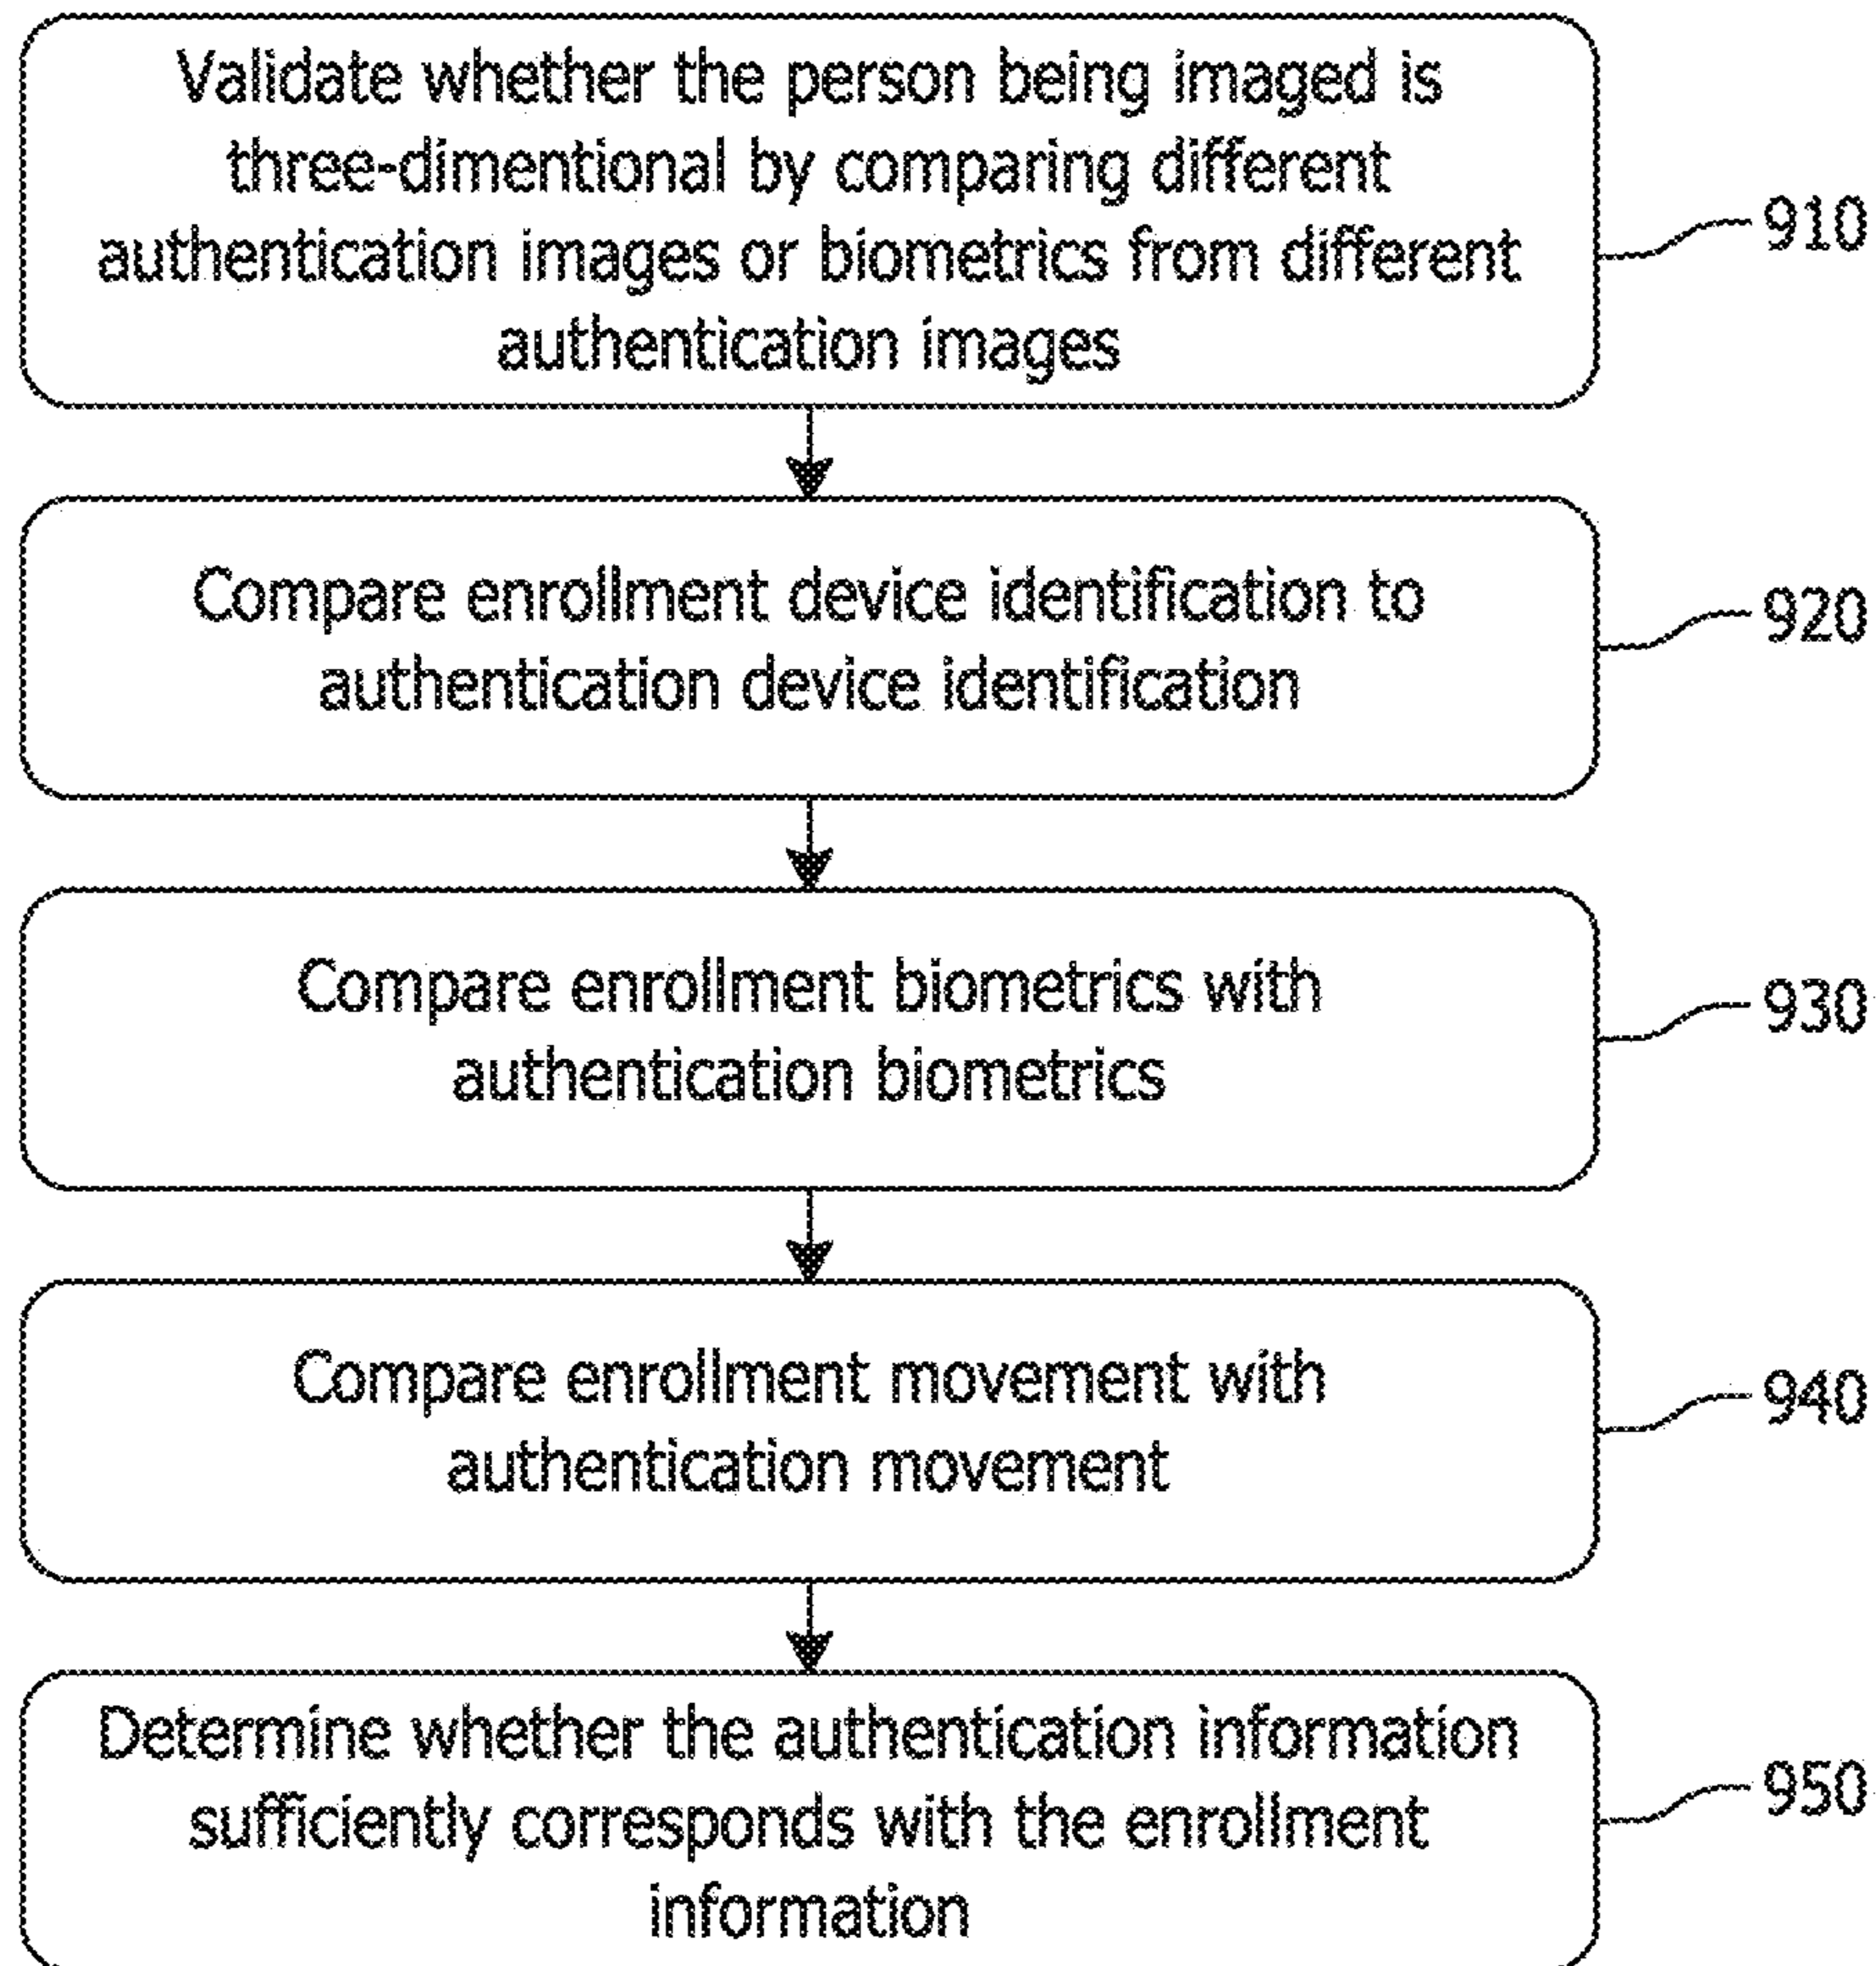 Validate whether the person being imaged is
three-dimentional by comparing different
authentication images or biometrics from different
authentication images
910
Compare enrollment device identification to
authentication device identification
920
Compare enrollment biometrics with
authentication biometrics
930
Compare enrollment movement with
authentication movement
940
Determine whether the authentication information
sufficiently corresponds with the enrollment
information
950